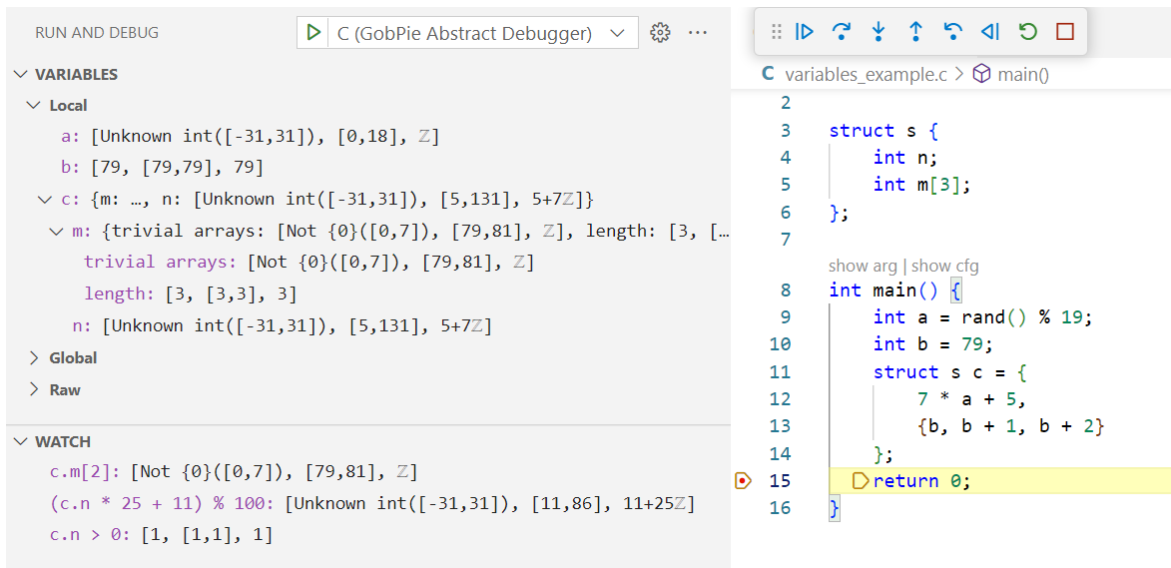 RUN AND DEBUG
C (GobPie Abstract Debugger)
VARIABLES
Local
a: [Unknown int([-31,31]), [0,18], ℤ]
b: [79, [79,79], 79]
c: {m: …, n: [Unknown int([-31,31]), [5,131], 5+7ℤ]}
m: {trivial arrays: [Not {0}([0,7]), [79,81], ℤ], length: [3, […
trivial arrays: [Not {0}([0,7]), [79,81], ℤ]
length: [3, [3,3], 3]
n: [Unknown int([-31,31]), [5,131], 5+7ℤ]
Global
Raw
WATCH
c.m[2]: [Not {0}([0,7]), [79,81], ℤ]
(c.n * 25 + 11) % 100: [Unknown int([-31,31]), [11,86], 11+25ℤ]
c.n > 0: [1, [1,1], 1]
C variables_example.c > main()
2
3 struct s {
4 int n;
5 int m[3];
6 };
7
show arg | show cfg
8 int main() {
9 int a = rand() % 19;
10 int b = 79;
11 struct s c = {
12 7 * a + 5,
13 {b, b + 1, b + 2}
14 };
15 return 0;
16 }